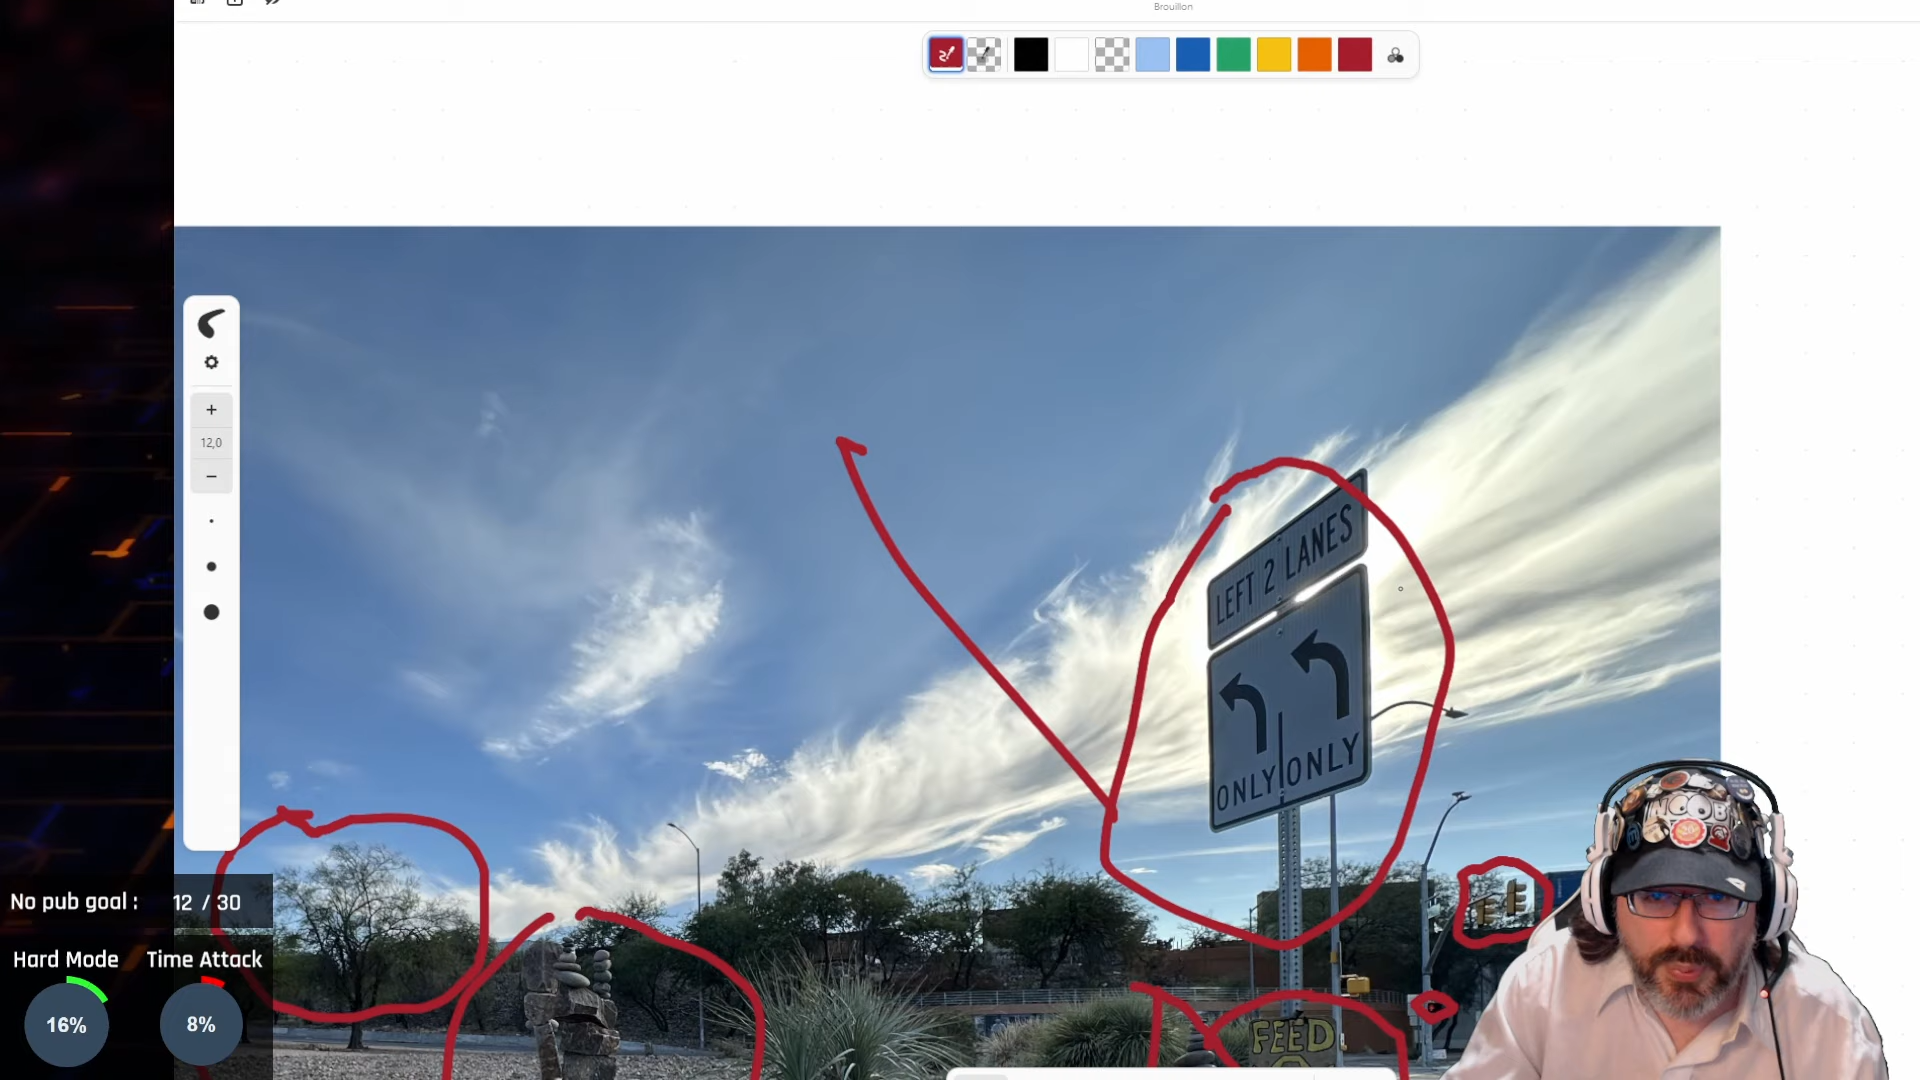 Brouillon
12,0
LEFT 2 LANES
ONLY ONLY
FEED
No pub goal : 12 / 30
Hard Mode Time Attack
16% 8%
NOOB